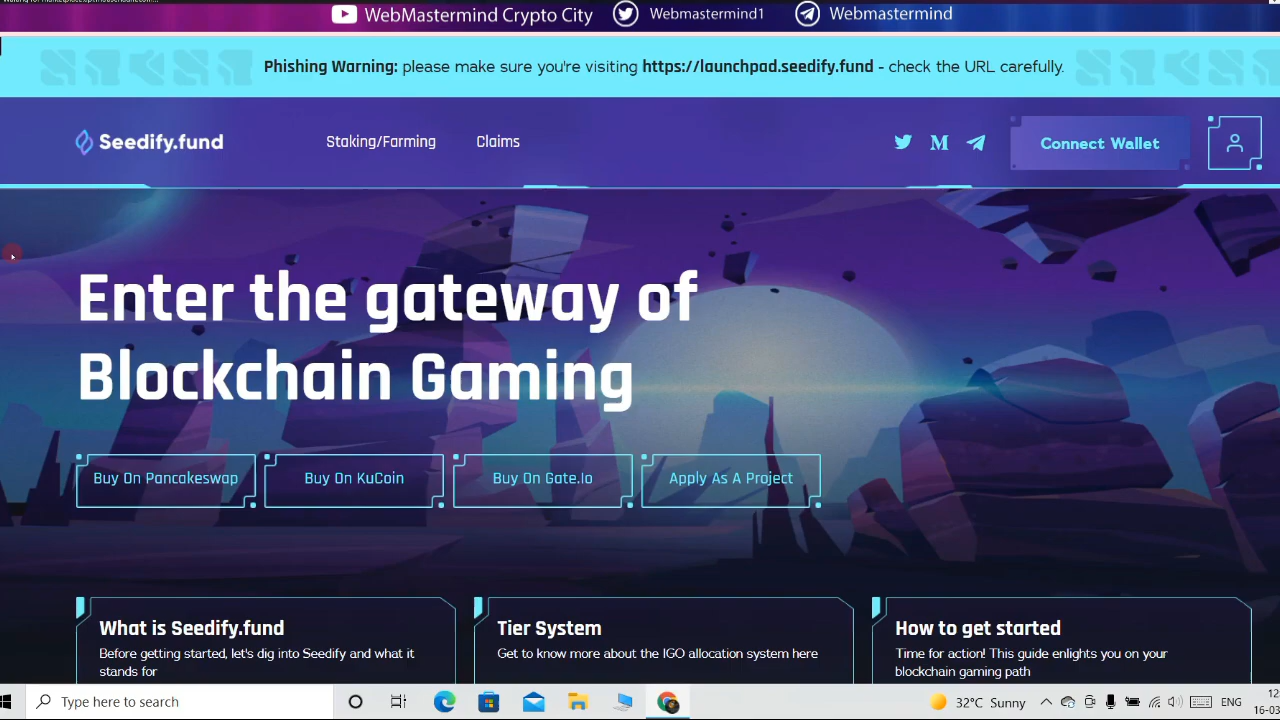 WebMastermind Crypto City Webmastermind1 Webmastermind
Phishing Warning: please make sure you're visiting https://launchpad.seedify.fund - check the URL carefully.
Seedify.fund Staking/Farming Claims Connect Wallet
Enter the gateway of
Blockchain Gaming
Buy On Pancakeswap Buy On KuCoin Buy On Gate.Io Apply As A Project
What is Seedify.fund
Before getting started, let's dig into Seedify and what it
stands for
Tier System
Get to know more about the IGO allocation system here
How to get started
Time for action! This guide enlights you on your
blockchain gaming path
Type here to search 32°C Sunny ENG 12
16-03